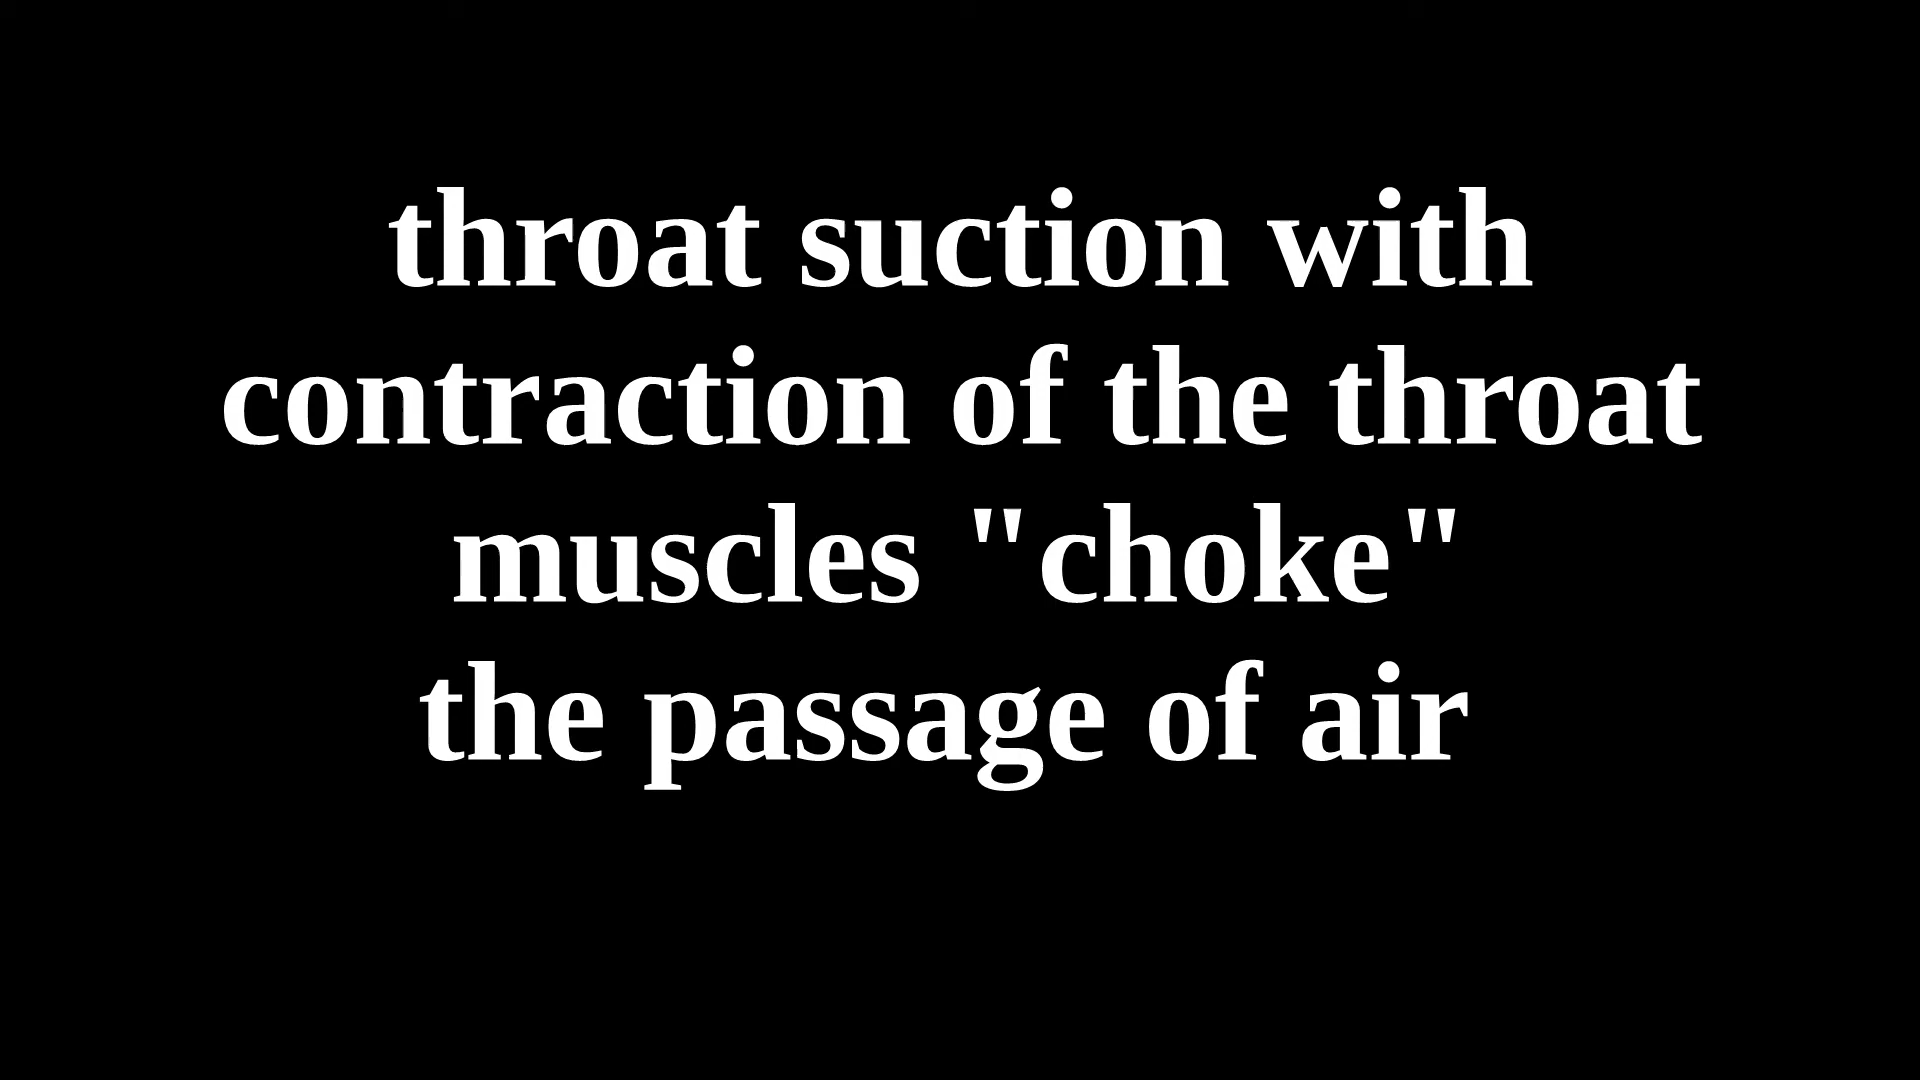 throat suction with
contraction of the throat
muscles "choke"
the passage of air